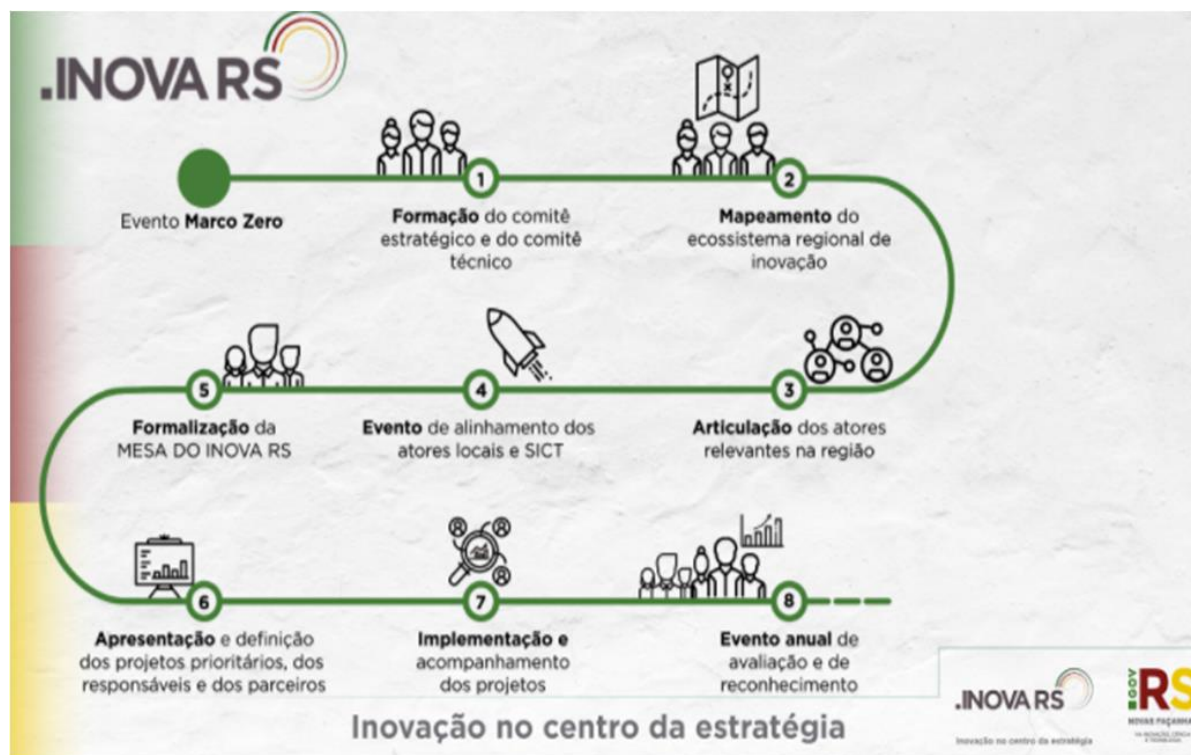 .INOVA RS
Evento Marco Zero
1
Formação do comitê
estratégico e do comitê
técnico
2
Mapeamento do
ecossistema regional de
inovação
3
Articulação dos atores
relevantes na região
4
Evento de alinhamento dos
atores locais e SICT
5
Formalização da
MESA DO INOVA RS
6
Apresentação e definição
dos projetos prioritários, dos
responsáveis e dos parceiros
7
Implementação e
acompanhamento
dos projetos
8
Evento anual de
avaliação e de
reconhecimento
Inovação no centro da estratégia
.INOVA RS
Inovação no centro da estratégia
GOV
RS
NOVAS FAÇANHA